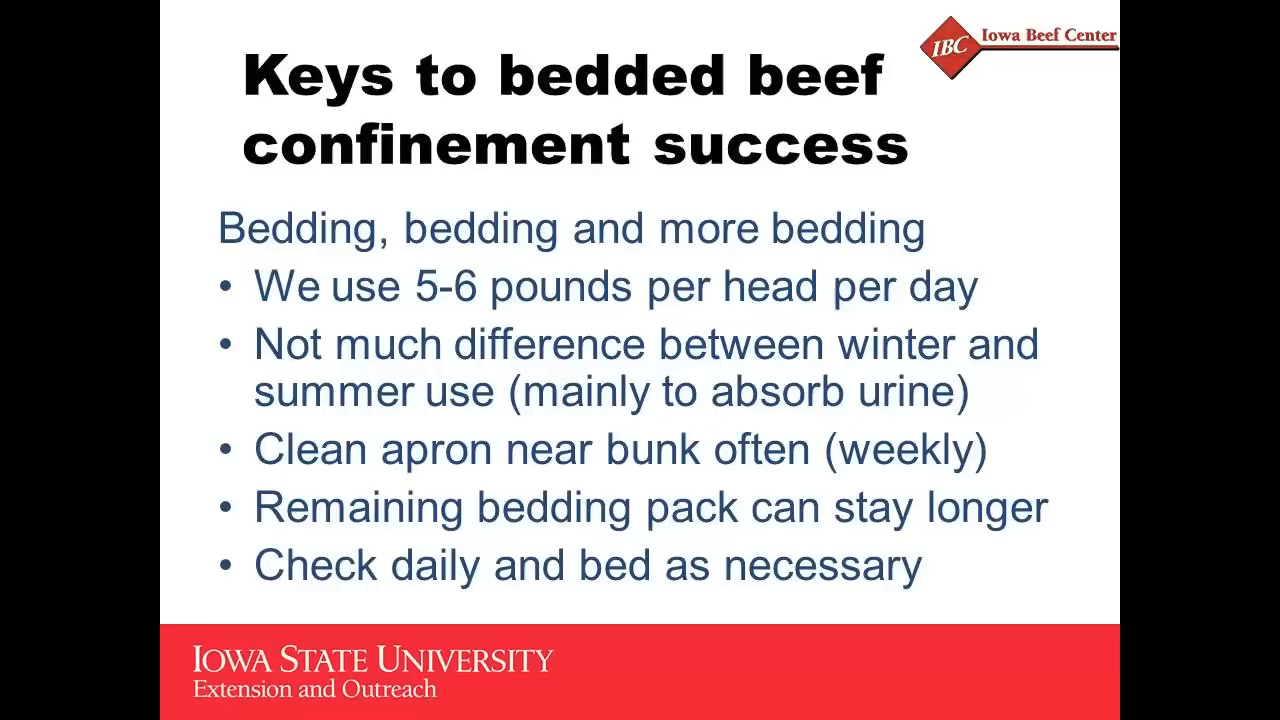 IBC Iowa Beef Center
Keys to bedded beef
confinement success
Bedding, bedding and more bedding
• We use 5-6 pounds per head per day
• Not much difference between winter and
summer use (mainly to absorb urine)
• Clean apron near bunk often (weekly)
• Remaining bedding pack can stay longer
• Check daily and bed as necessary
IOWA STATE UNIVERSITY
Extension and Outreach